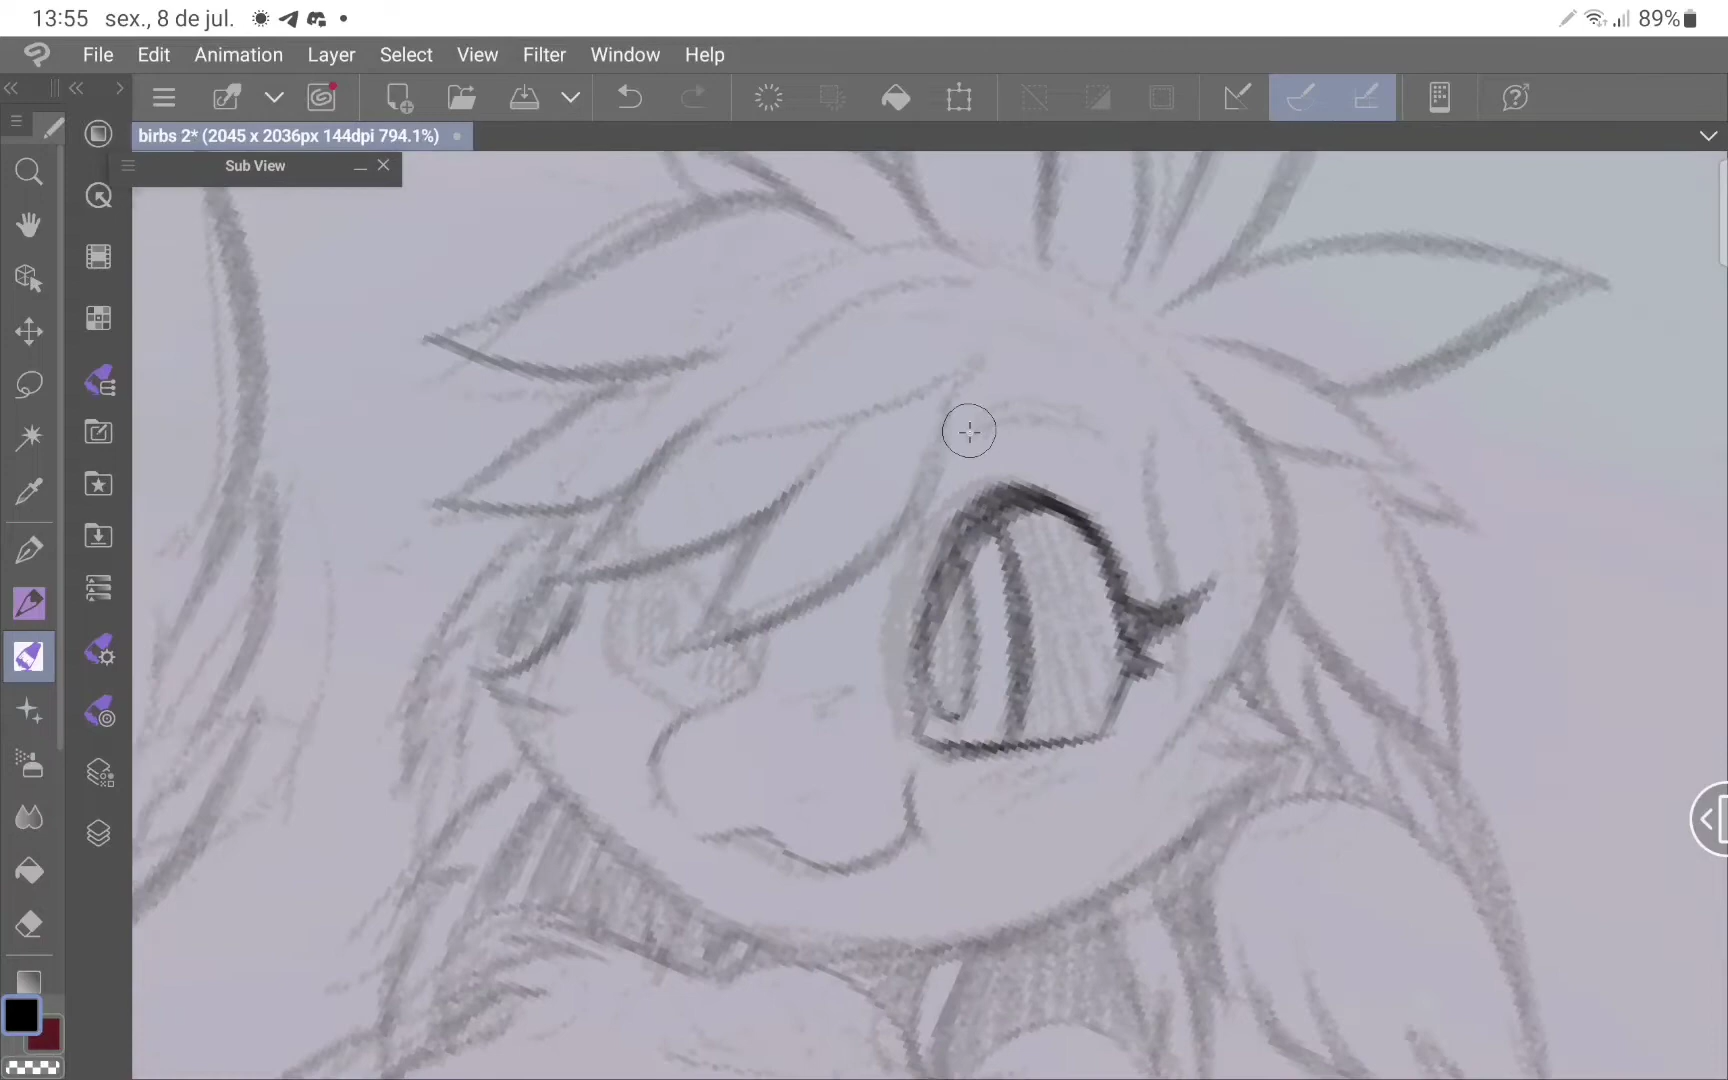 13:55 sex., 8 de jul. 89%
File Edit Animation Layer Select View Filter Window Help
birbs 2* (2045 x 2036px 144dpi 794.1%)
Sub View